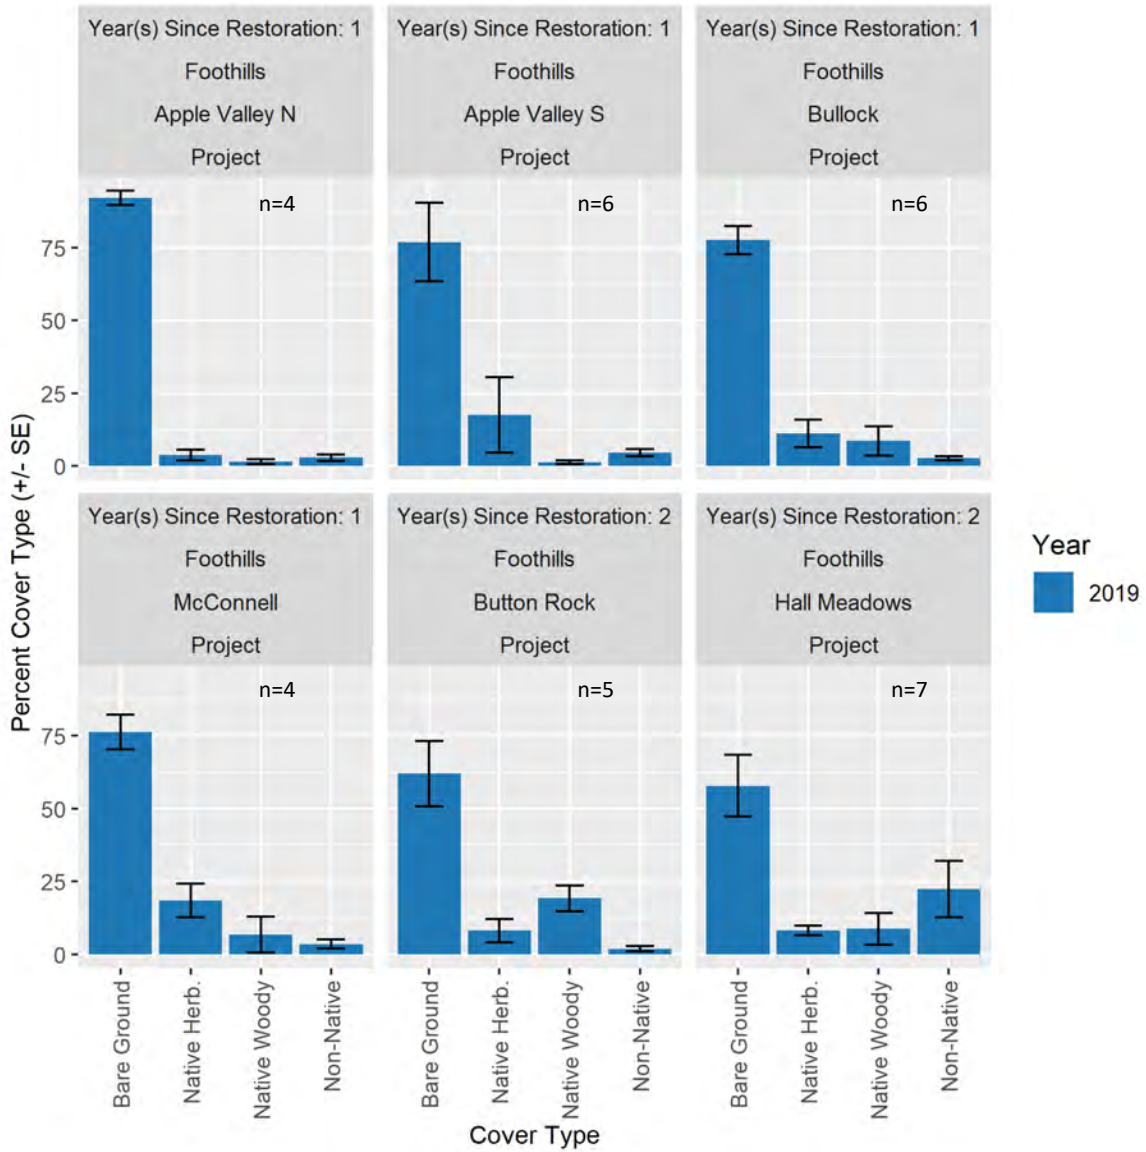 Year(s) Since Restoration: 1
Foothills
Apple Valley N
Project
Year(s) Since Restoration: 1
Foothills
Apple Valley S
Project
Year(s) Since Restoration: 1
Foothills
Bullock
Project
n=4
n=6
n=6
75
50
25
0
Year(s) Since Restoration: 1
Foothills
McConnell
Project
Year(s) Since Restoration: 2
Foothills
Button Rock
Project
Year(s) Since Restoration: 2
Foothills
Hall Meadows
Project
n=4
n=5
n=7
75
50
25
0
Percent Cover Type (+/- SE)
Bare Ground
Native Herb.
Native Woody
Non-Native
Bare Ground
Native Herb.
Native Woody
Non-Native
Bare Ground
Native Herb.
Native Woody
Non-Native
Cover Type
Year
2019